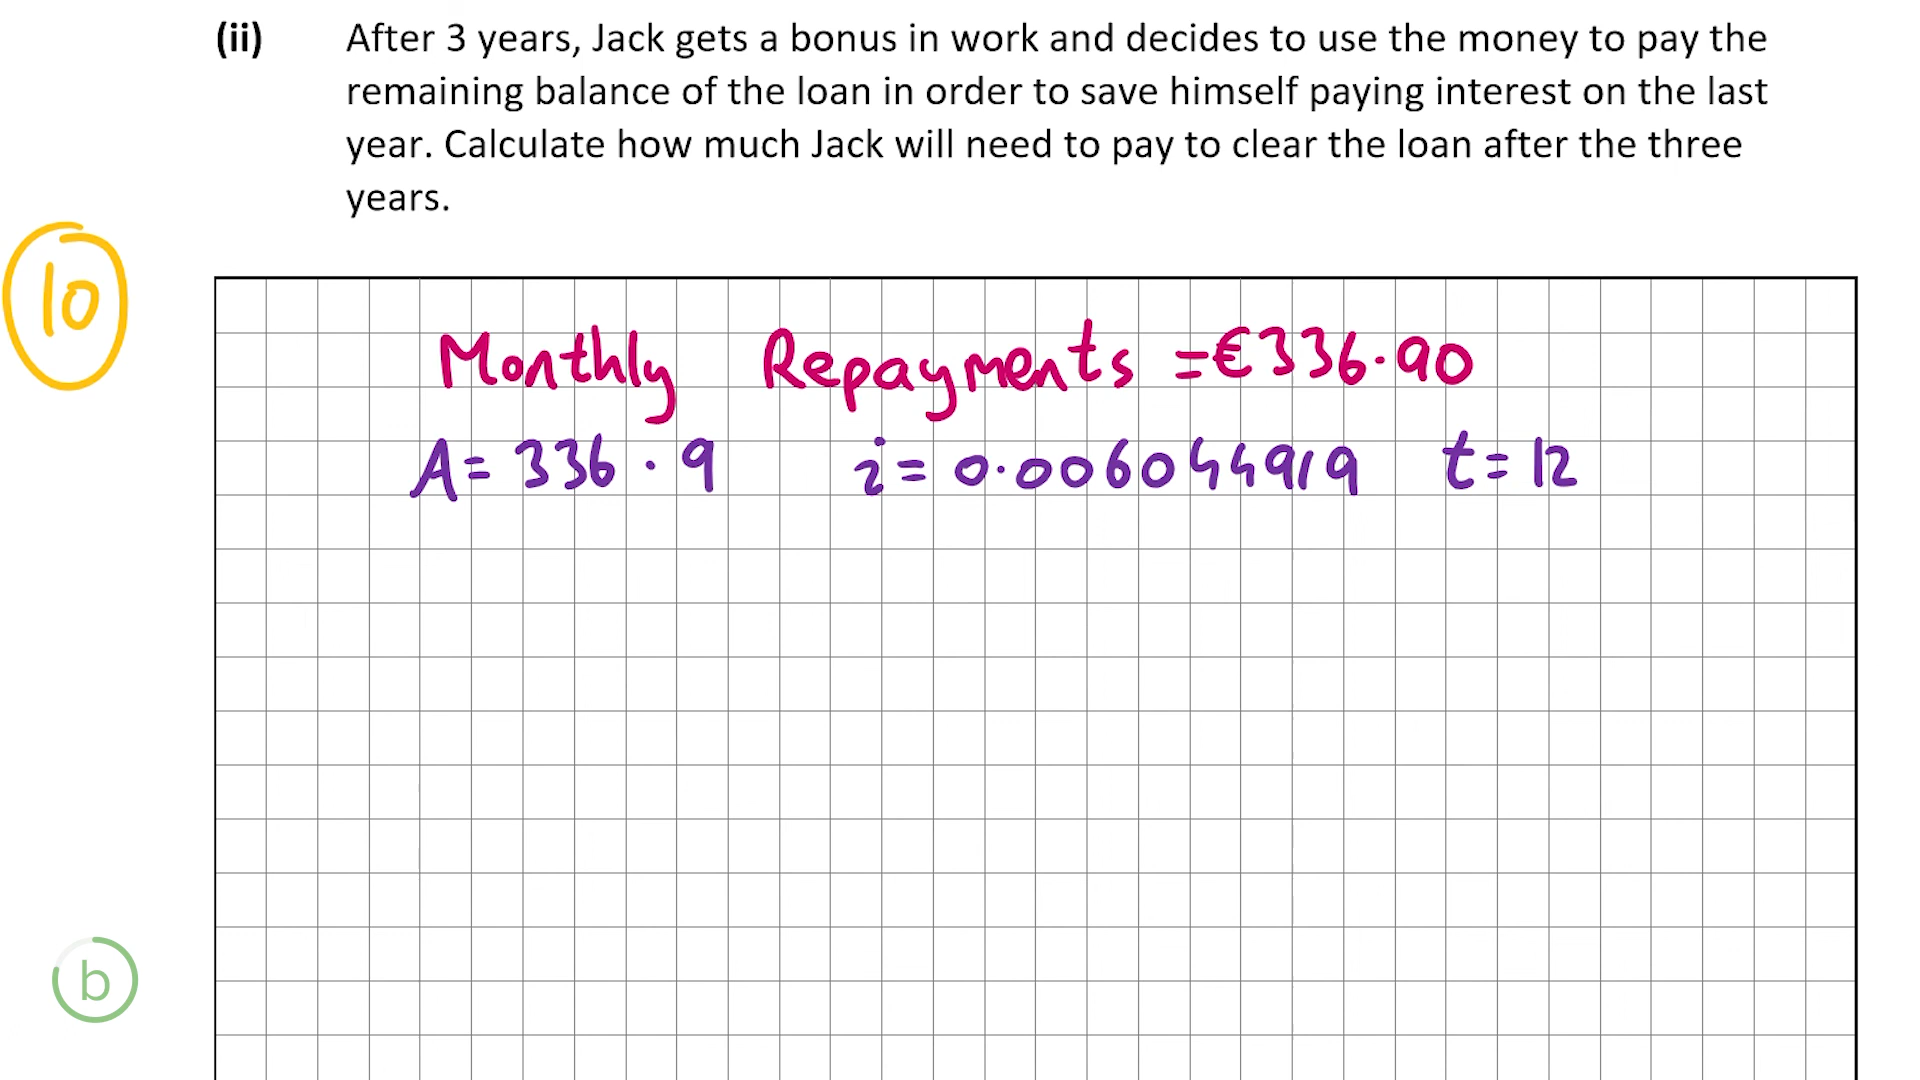 (ii) After 3 years, Jack gets a bonus in work and decides to use the money to pay the
remaining balance of the loan in order to save himself paying interest on the last
year. Calculate how much Jack will need to pay to clear the loan after the three
years.
10
Monthly Repayments =€336.90
A= 336.9 i= 0.006044919 t= 12
b